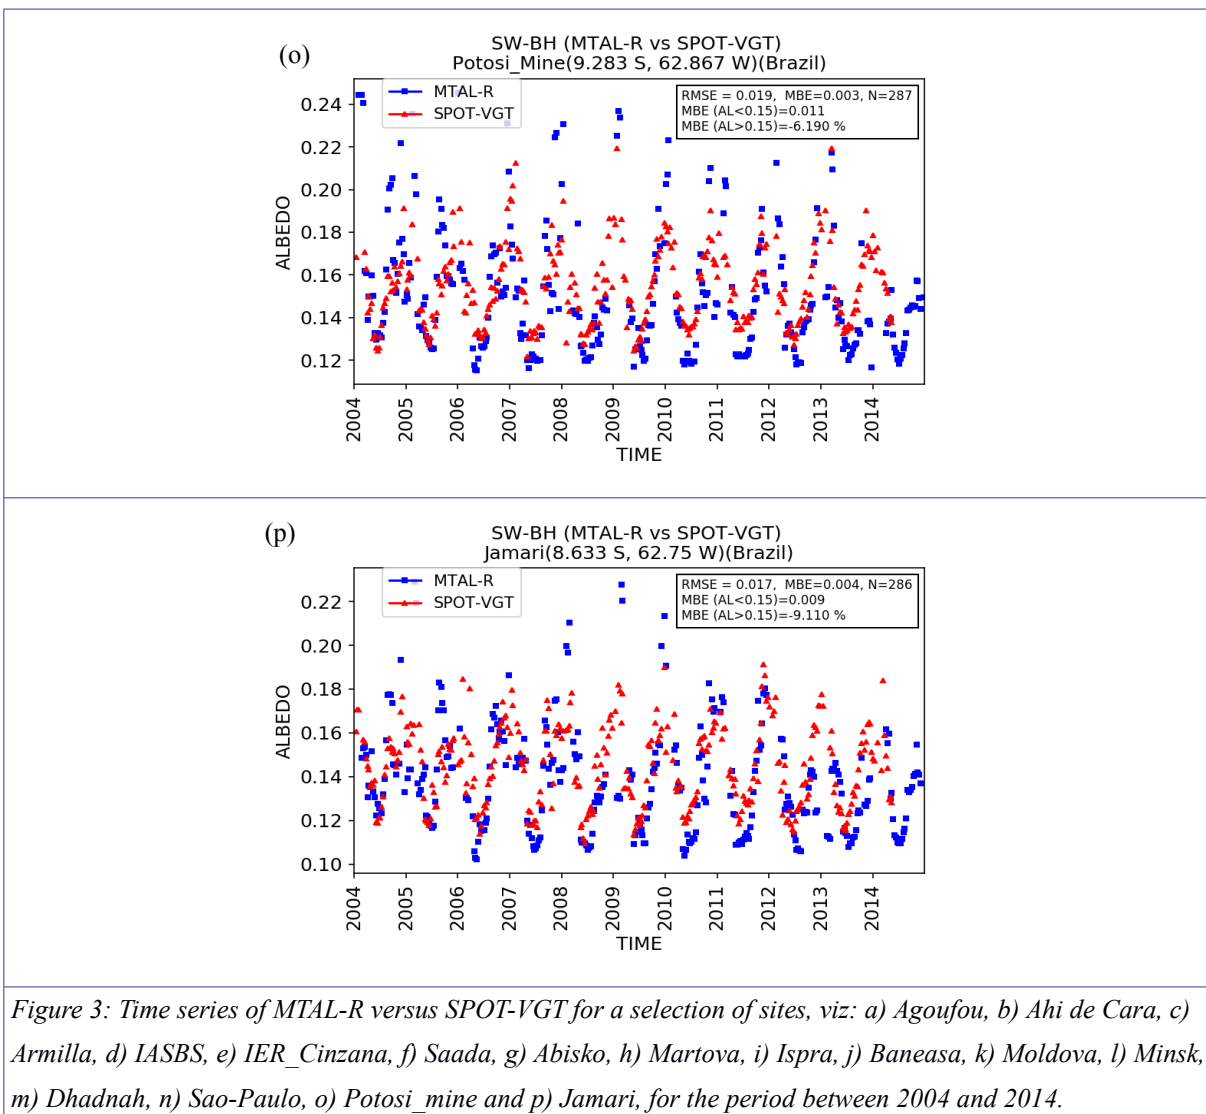 (o)
SW-BH (MTAL-R vs SPOT-VGT)
Potosi_Mine(9.283 S, 62.867 W)(Brazil)
MTAL-R
SPOT-VGT
RMSE = 0.019, MBE=0.003, N=287
MBE (AL<0.15)=0.011
MBE (AL>0.15)=-6.190 %
ALBEDO
0.24
0.22
0.20
0.18
0.16
0.14
0.12
2004
2005
2006
2007
2008
2009
2010
2011
2012
2013
2014
TIME
(p)
SW-BH (MTAL-R vs SPOT-VGT)
Jamari(8.633 S, 62.75 W)(Brazil)
MTAL-R
SPOT-VGT
RMSE = 0.017, MBE=0.004, N=286
MBE (AL<0.15)=0.009
MBE (AL>0.15)=-9.110 %
ALBEDO
0.22
0.20
0.18
0.16
0.14
0.12
0.10
2004
2005
2006
2007
2008
2009
2010
2011
2012
2013
2014
TIME
Figure 3: Time series of MTAL-R versus SPOT-VGT for a selection of sites, viz: a) Agoufou, b) Ahi de Cara, c)
Armilla, d) IASBS, e) IER_Cinzana, f) Saada, g) Abisko, h) Martova, i) Ispra, j) Baneasa, k) Moldova, l) Minsk,
m) Dhadnah, n) Sao-Paulo, o) Potosi_mine and p) Jamari, for the period between 2004 and 2014.